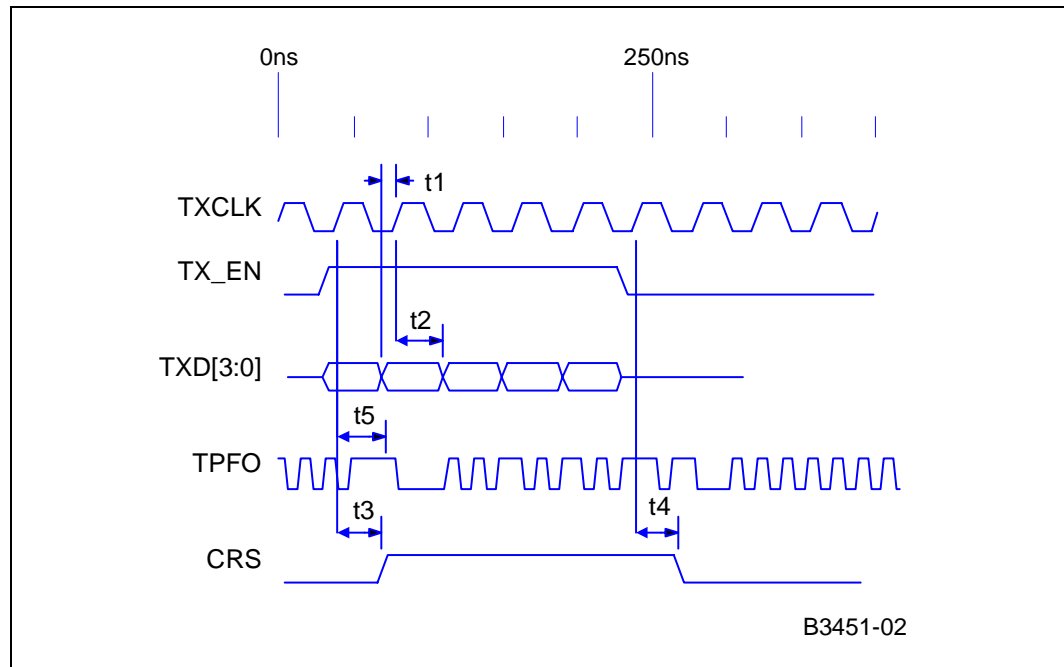 0ns 250ns
t1
TXCLK
TX_EN
t2
TXD[3:0]
t5
TPFO
t3 t4
CRS
B3451-02